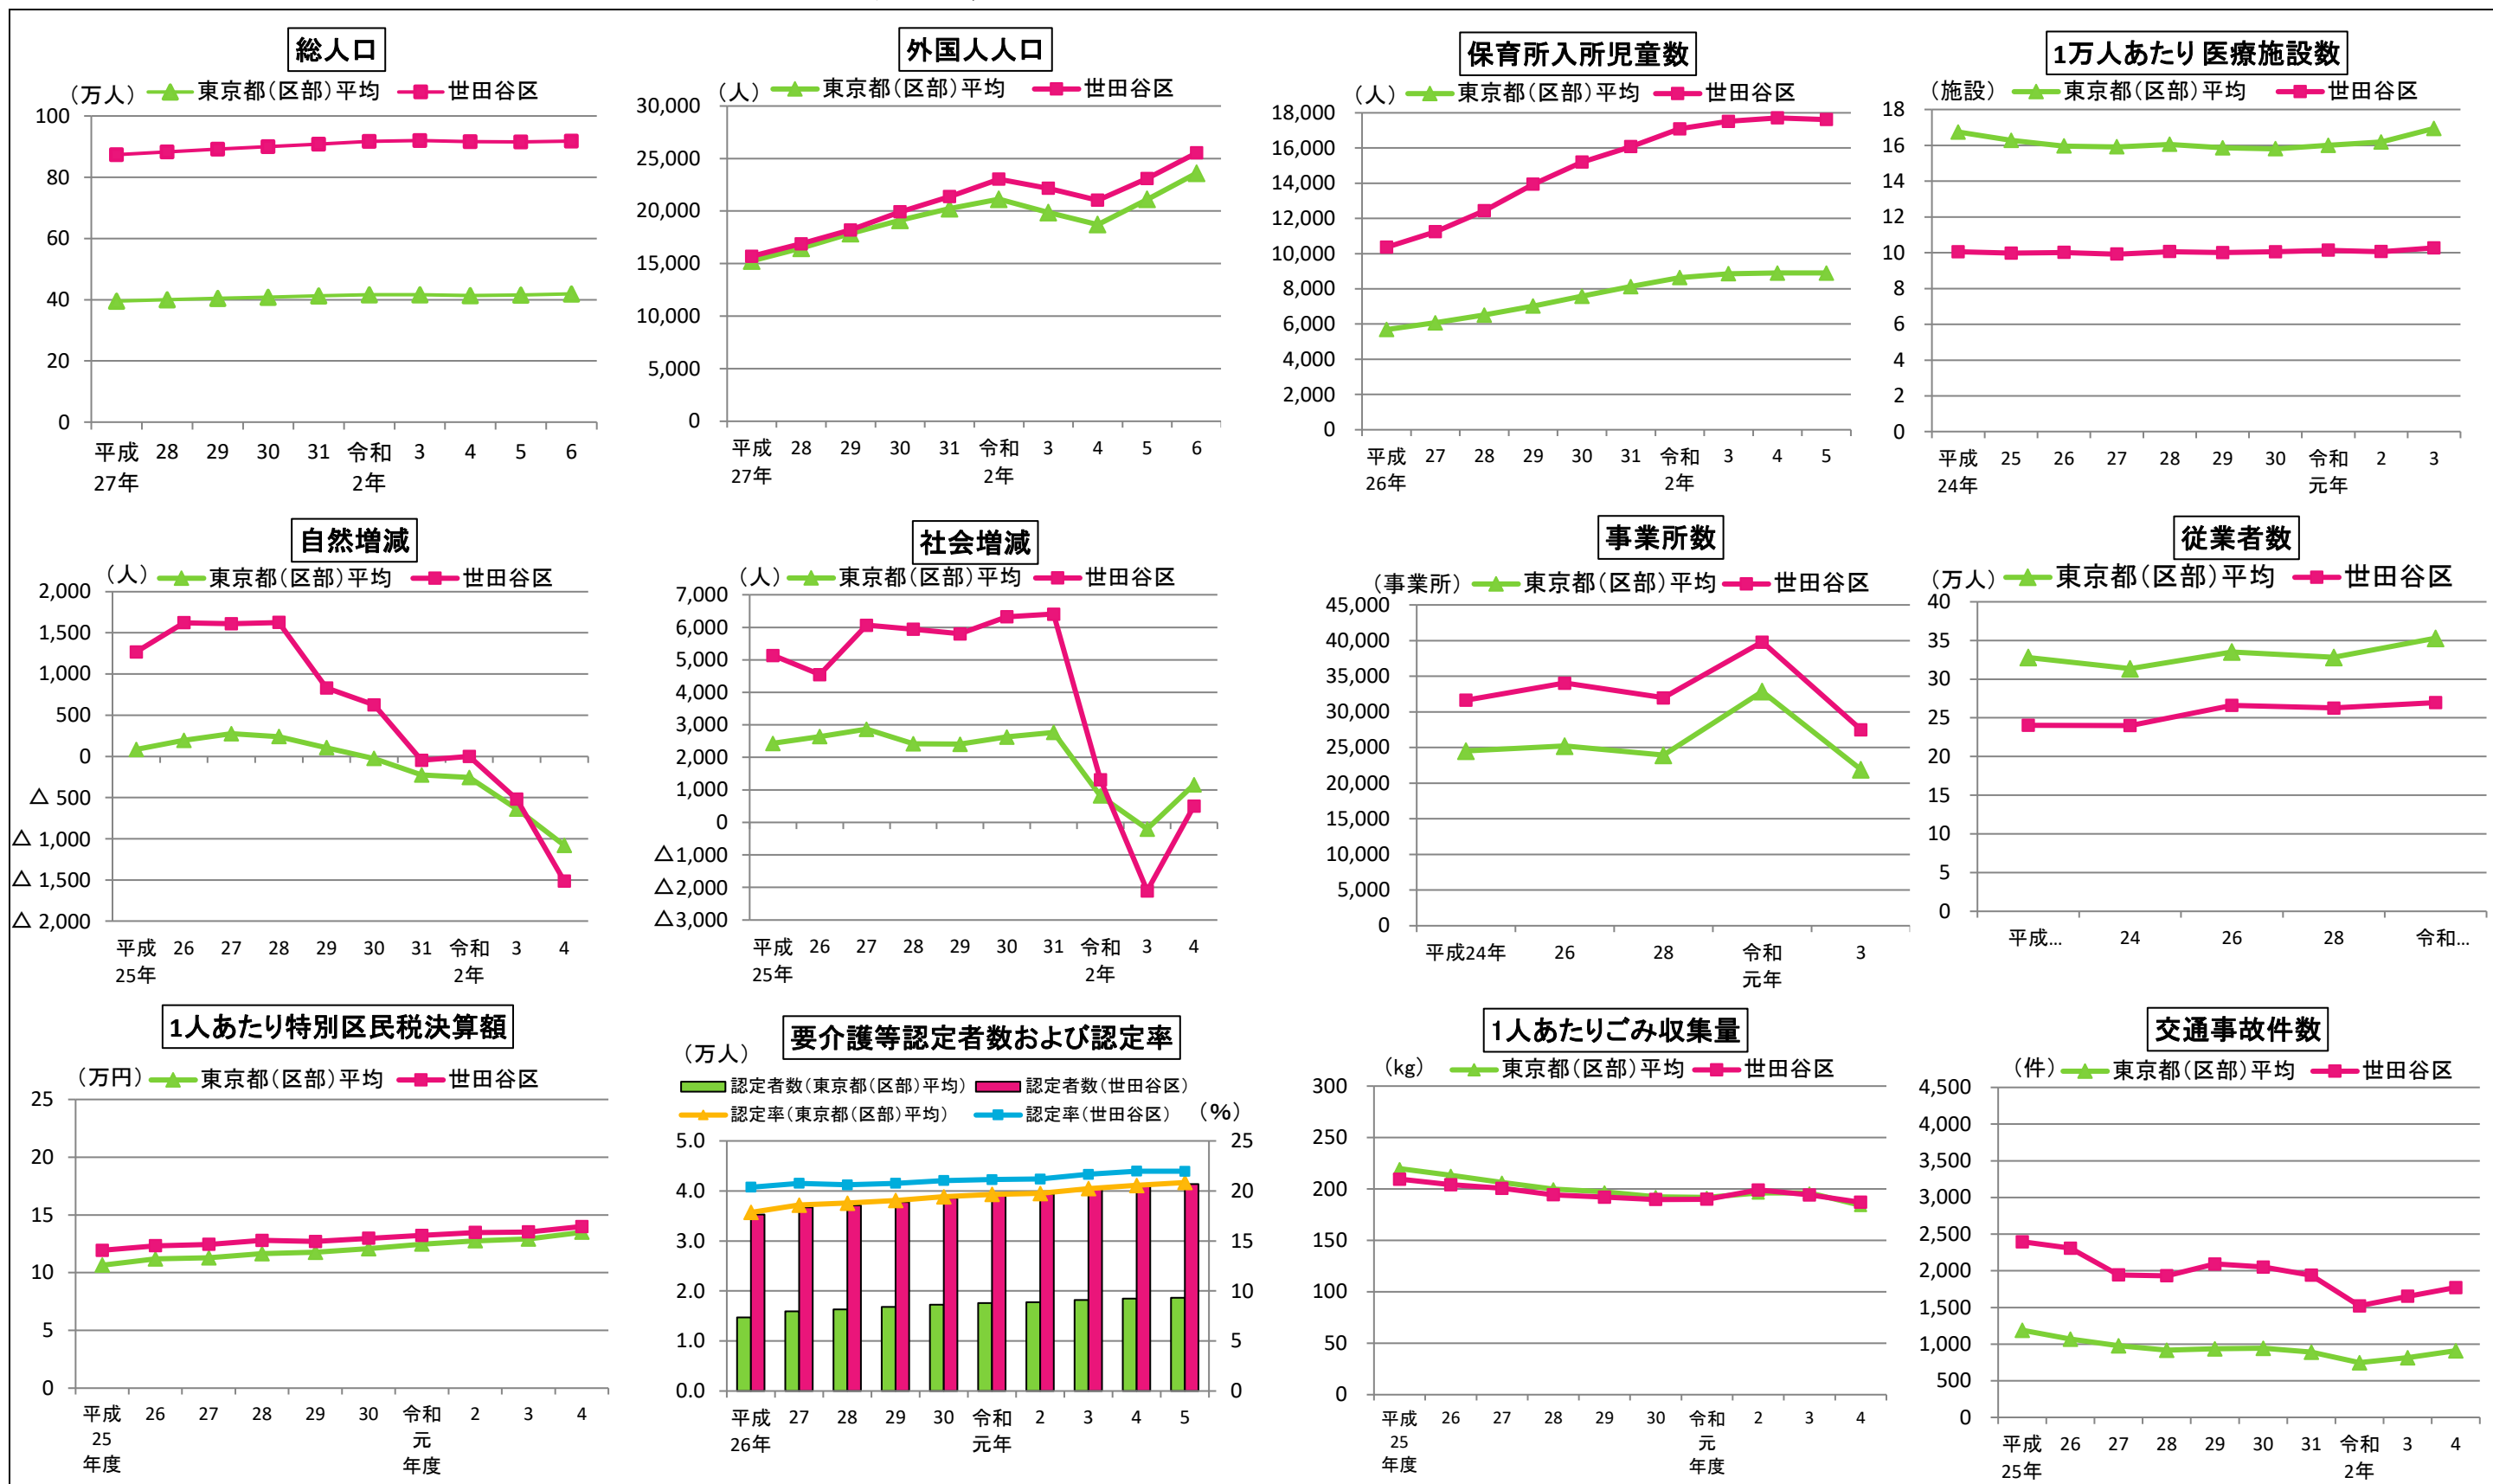 総人口
(万人) 東京都(区部)平均 世田谷区
100
80
60
40
20
0
平成 28 29 30 31 令和 3 4 5 6
27年 2年
外国人人口
(人) 東京都(区部)平均 世田谷区
30,000
25,000
20,000
15,000
10,000
5,000
0
平成 28 29 30 31 令和 3 4 5 6
27年 2年
保育所入所児童数
(人) 東京都(区部)平均 世田谷区
18,000
16,000
14,000
12,000
10,000
8,000
6,000
4,000
2,000
0
平成 27 28 29 30 31 令和 3 4 5
26年 2年
1万人あたり医療施設数
(施設) 東京都(区部)平均 世田谷区
18
16
14
12
10
8
6
4
2
0
平成 25 26 27 28 29 30 令和 2 3
24年 元年
自然増減
(人) 東京都(区部)平均 世田谷区
2,000
1,500
1,000
500
0
△ 500
△ 1,000
△ 1,500
△ 2,000
平成 26 27 28 29 30 31 令和 3 4
25年 2年
社会増減
(人) 東京都(区部)平均 世田谷区
7,000
6,000
5,000
4,000
3,000
2,000
1,000
0
△1,000
△2,000
△3,000
平成 26 27 28 29 30 31 令和 3 4
25年 2年
事業所数
(事業所) 東京都(区部)平均 世田谷区
45,000
40,000
35,000
30,000
25,000
20,000
15,000
10,000
5,000
0
平成24年 26 28 令和 3
元年
従業者数
(万人) 東京都(区部)平均 世田谷区
40
35
30
25
20
15
10
5
0
平成… 24 26 28 令和…
1人あたり特別区民税決算額
(万円) 東京都(区部)平均 世田谷区
25
20
15
10
5
0
平成 26 27 28 29 30 令和 2 3 4
25 元
年度 年度
要介護等認定者数および認定率
(万人)
認定者数(東京都(区部)平均) 認定者数(世田谷区)
認定率(東京都(区部)平均) 認定率(世田谷区) (%)
5.0 25
4.0 20
3.0 15
2.0 10
1.0 5
0.0 0
平成 27 28 29 30 令和 2 3 4 5
26年 元年
1人あたりごみ収集量
(kg) 東京都(区部)平均 世田谷区
300
250
200
150
100
50
0
平成 26 27 28 29 30 令和 2 3 4
25 元
年度 年度
交通事故件数
(件) 東京都(区部)平均 世田谷区
4,500
4,000
3,500
3,000
2,500
2,000
1,500
1,000
500
0
平成 26 27 28 29 30 31 令和 3 4
25年 2年